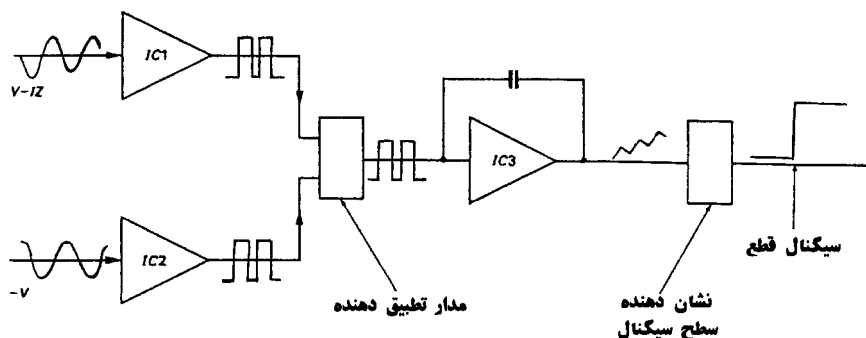 V-IZ
IC1
IC3
سیگنال قطع
-V
IC2
مدار تطبیق دهنده
نشان دهنده
سطح سیگنال